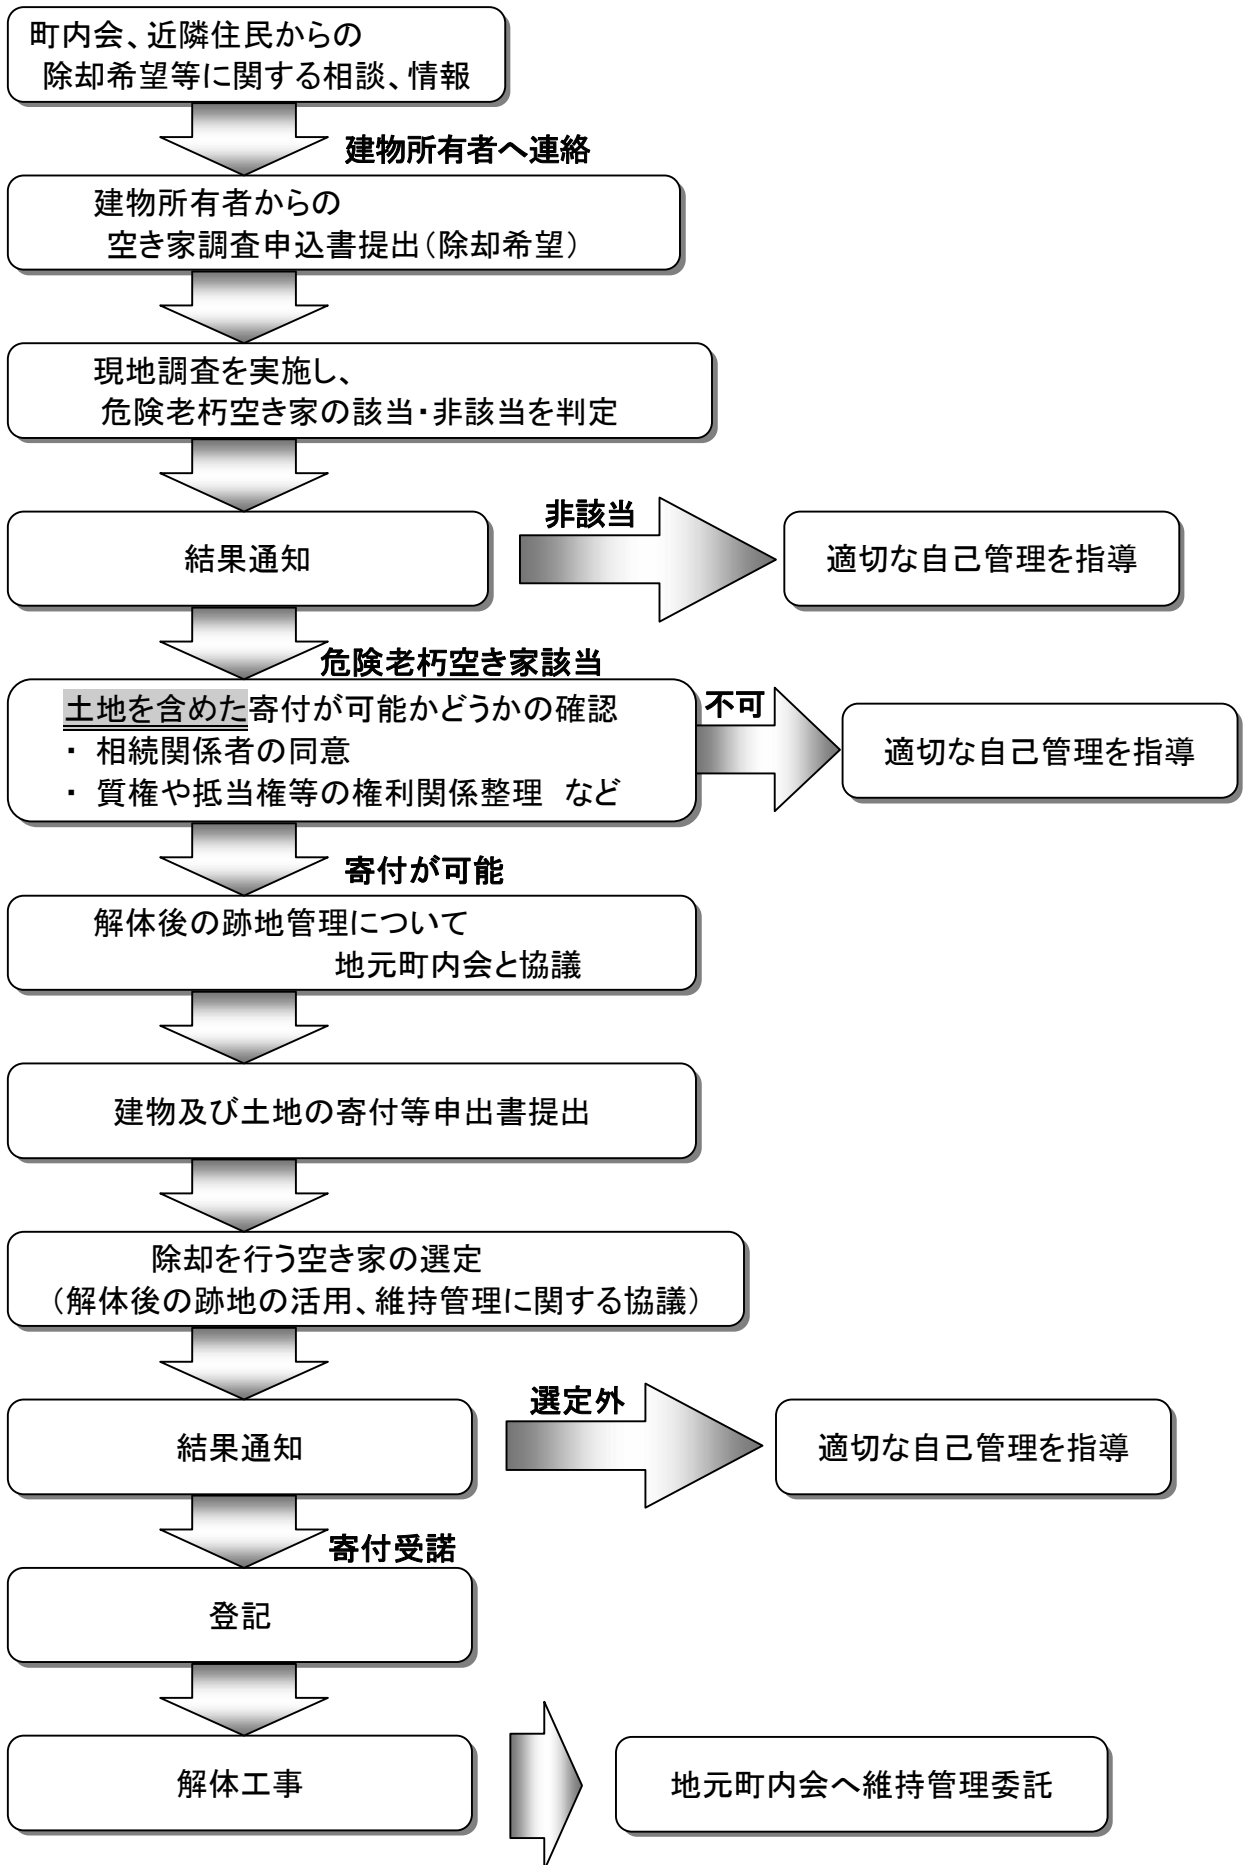 町内会、近隣住民からの
除却希望等に関する相談、情報
建物所有者へ連絡
建物所有者からの
空き家調査申込書提出（除却希望）
現地調査を実施し、
危険老朽空き家の該当・非該当を判定
非該当
結果通知
適切な自己管理を指導
危険老朽空き家該当
土地を含めた寄付が可能かどうかの確認
・ 相続関係者の同意
・ 質権や抵当権等の権利関係整理　など
不可
適切な自己管理を指導
寄付が可能
解体後の跡地管理について
地元町内会と協議
建物及び土地の寄付等申出書提出
除却を行う空き家の選定
（解体後の跡地の活用、維持管理に関する協議）
選定外
結果通知
適切な自己管理を指導
寄付受諾
登記
解体工事
地元町内会へ維持管理委託